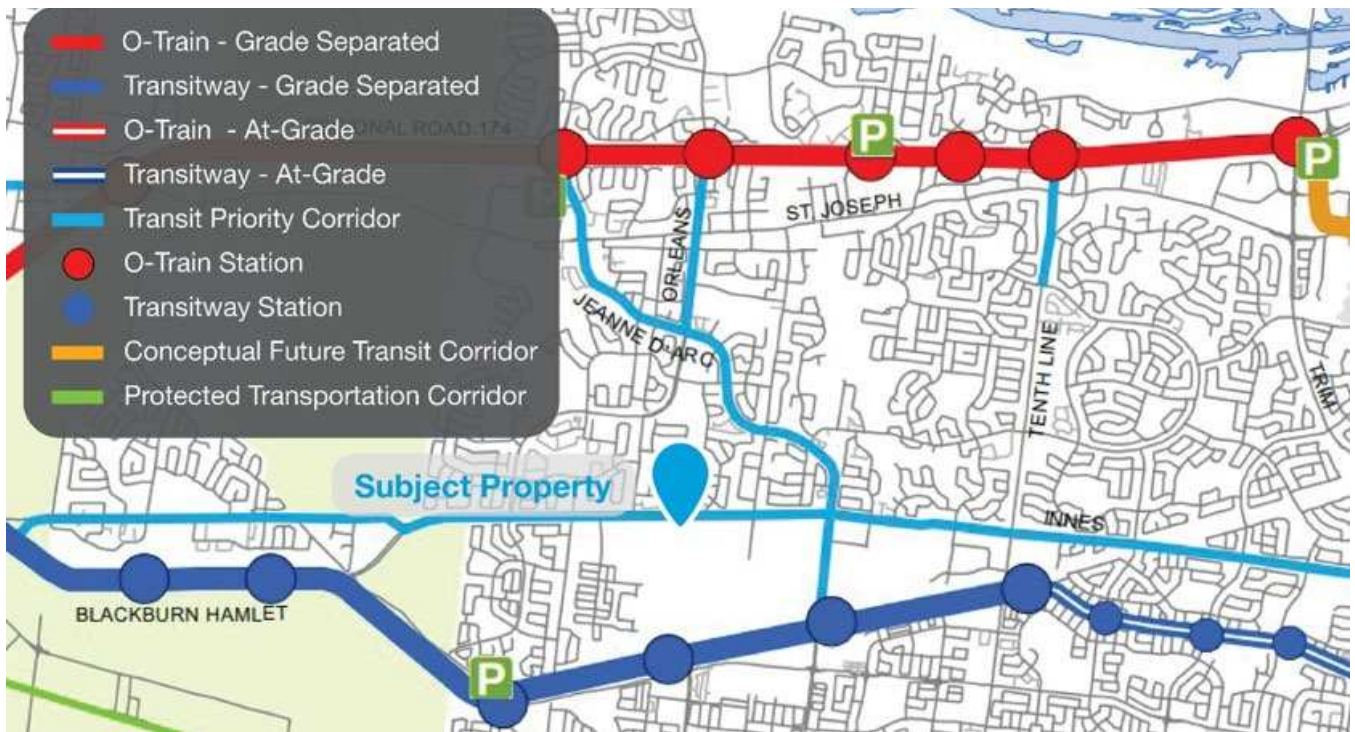 O-Train - Grade Separated
Transitway - Grade Separated
O-Train - At-Grade
Transitway - At-Grade
Transit Priority Corridor
O-Train Station
Transitway Station
Conceptual Future Transit Corridor
Protected Transportation Corridor
P
P
P
ST. JOSEPH
ORLEANS
JEANNE D'ARC
TENTH LINE
TRIM
Subject Property
INNES
BLACKBURN HAMLET
P